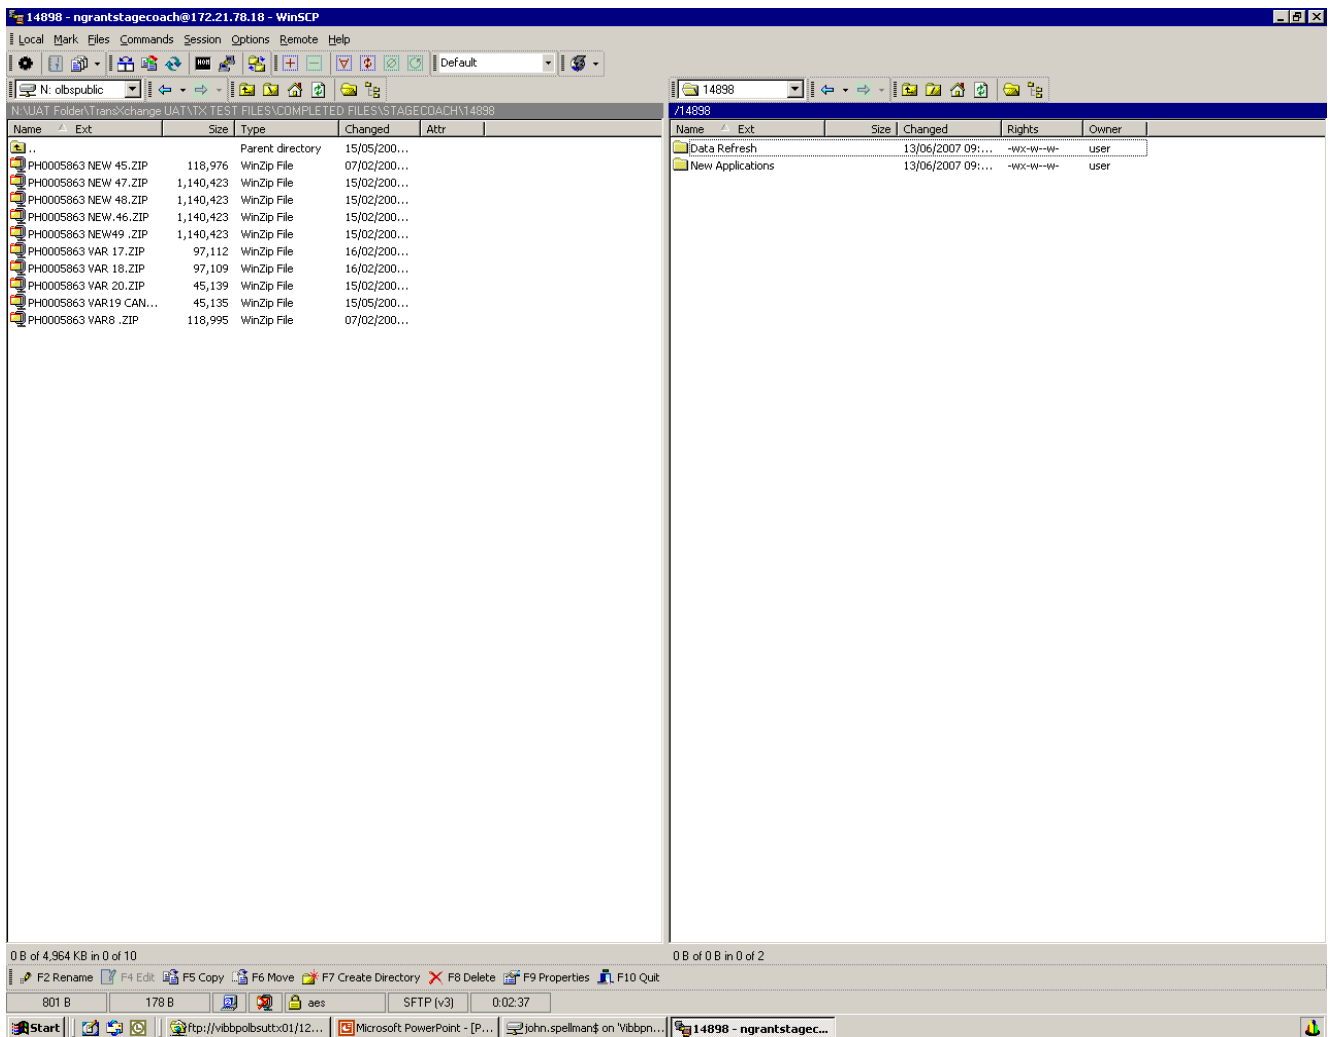 14898 - ngrantstagecoach@172.21.78.18 - WinSCP
Local Mark Files Commands Session Options Remote Help
Default
N: olbspublic 14898
N:\UAT Folder\TransXchange UAT\TX TEST FILES\COMPLETED FILES\STAGECOACH\14898 /14898
Name Ext Size Type Changed Attr Name Ext Size Changed Rights Owner
.. Parent directory 15/05/200... Data Refresh 13/06/2007 09:... -wx-w--w- user
PH0005863 NEW 45.ZIP 118,976 WinZip File 07/02/200... New Applications 13/06/2007 09:... -wx-w--w- user
PH0005863 NEW 47.ZIP 1,140,423 WinZip File 15/02/200...
PH0005863 NEW 48.ZIP 1,140,423 WinZip File 15/02/200...
PH0005863 NEW.46.ZIP 1,140,423 WinZip File 15/02/200...
PH0005863 NEW49 .ZIP 1,140,423 WinZip File 15/02/200...
PH0005863 VAR 17.ZIP 97,112 WinZip File 16/02/200...
PH0005863 VAR 18.ZIP 97,109 WinZip File 16/02/200...
PH0005863 VAR 20.ZIP 45,139 WinZip File 15/02/200...
PH0005863 VAR19 CAN... 45,135 WinZip File 15/05/200...
PH0005863 VAR8 .ZIP 118,995 WinZip File 07/02/200...
0 B of 4,964 KB in 0 of 10 0 B of 0 B in 0 of 2
F2 Rename F4 Edit F5 Copy F6 Move F7 Create Directory F8 Delete F9 Properties F10 Quit
801 B 178 B aes SFTP (v3) 0:02:37
Start ftp://vibbpolbsuttx01/12... Microsoft PowerPoint - [P... john.spellman$ on 'Vibbpn... 14898 - ngrantstagec...